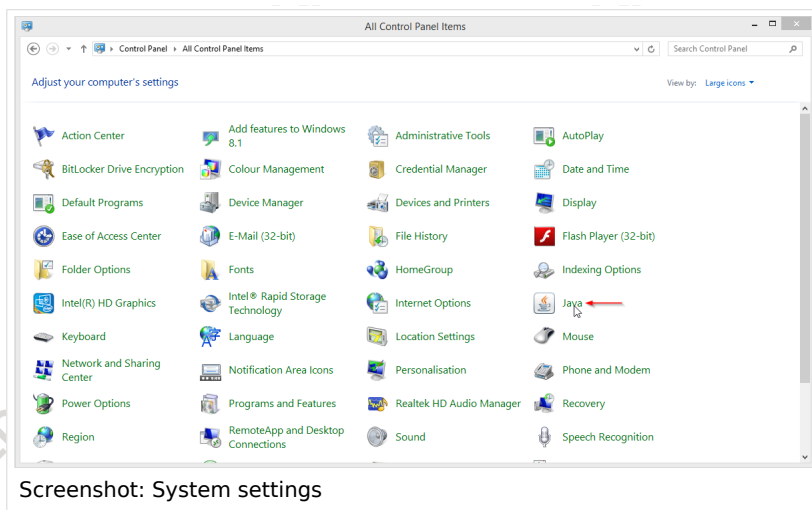 All Control Panel Items
Control Panel
All Control Panel Items
Search Control Panel
Adjust your computer's settings
View by: Large icons
Action Center
Add features to Windows
8.1
Administrative Tools
AutoPlay
BitLocker Drive Encryption
Colour Management
Credential Manager
Date and Time
Default Programs
Device Manager
Devices and Printers
Display
Ease of Access Center
E-Mail (32-bit)
File History
Flash Player (32-bit)
Folder Options
Fonts
HomeGroup
Indexing Options
Intel(R) HD Graphics
Intel® Rapid Storage
Technology
Internet Options
Java
Keyboard
Language
Location Settings
Mouse
Network and Sharing
Center
Notification Area Icons
Personalisation
Phone and Modem
Power Options
Programs and Features
Realtek HD Audio Manager
Recovery
Region
RemoteApp and Desktop
Connections
Sound
Speech Recognition
Screenshot: System settings